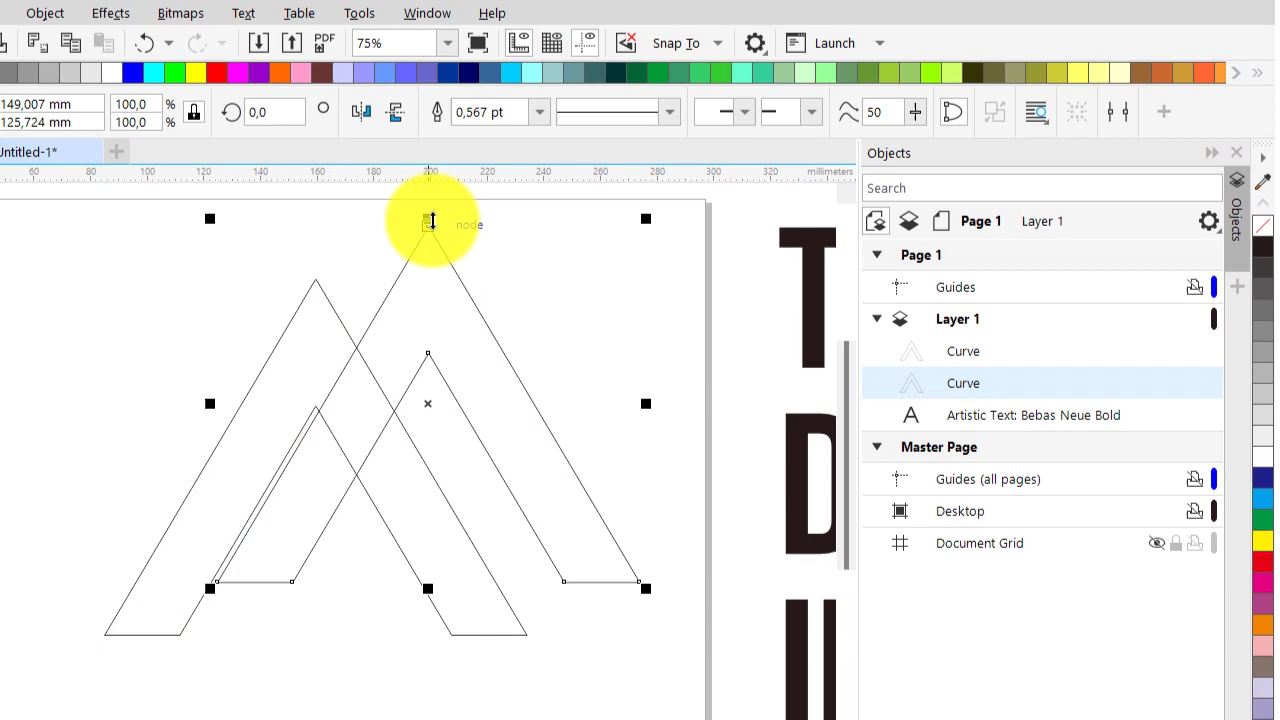 Object Effects Bitmaps Text Table Tools Window Help
PDF 75% Snap To Launch
149,007 mm 100,0 % 0,0 0,567 pt 50
125,724 mm 100,0 %
Untitled-1*
Objects
60 80 100 120 140 160 180 200 220 240 260 280 300 320 millimeters
Search
Page 1 Layer 1
node
Objects
Page 1
Guides
Layer 1
Curve
Curve
Artistic Text: Bebas Neue Bold
Master Page
Guides (all pages)
Desktop
Document Grid
T
D